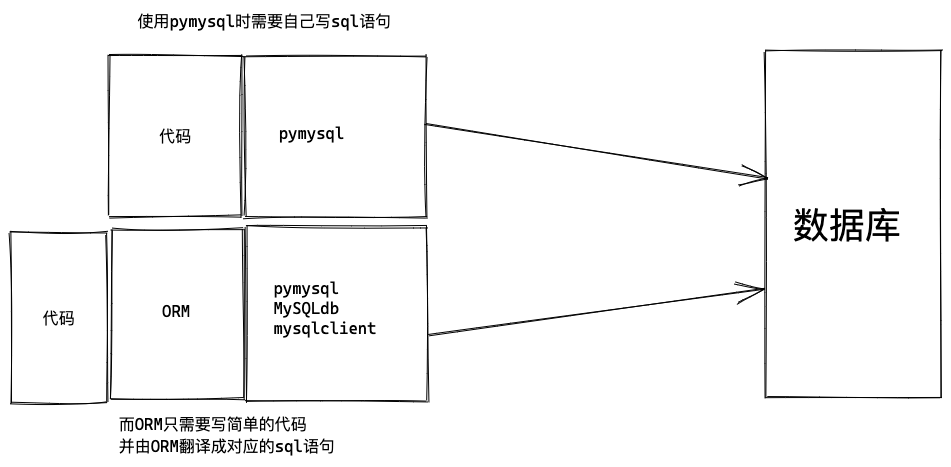 使用pymysql时需要自己写sql语句
代码
pymysql
数据库
代码
ORM
pymysql
MySQLdb
mysqlclient
而ORM只需要写简单的代码
并由ORM翻译成对应的sql语句